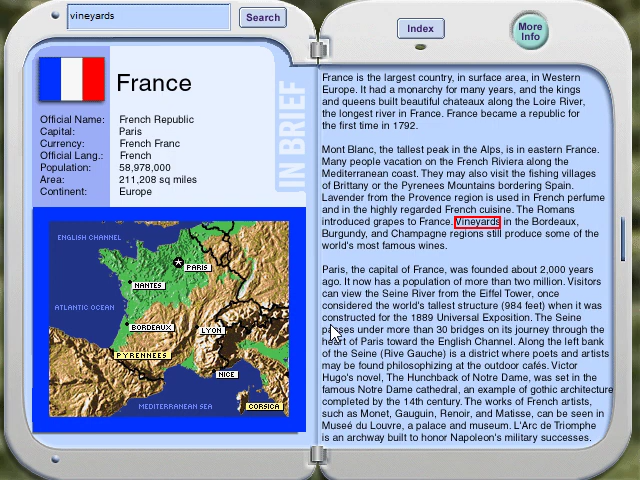 vineyards
Search
Index
More
Info
France
IN BRIEF
Official Name: French Republic
Capital: Paris
Currency: French Franc
Official Lang.: French
Population: 58,978,000
Area: 211,208 sq miles
Continent: Europe
ENGLISH CHANNEL
PARIS
NANTES
ATLANTIC OCEAN
BORDEAUX
LYON
PYRENNEES
NICE
MEDITERRANEAN SEA
CORSICA
France is the largest country, in surface area, in Western
Europe. It had a monarchy for many years, and the kings
and queens built beautiful chateaux along the Loire River,
the longest river in France. France became a republic for
the first time in 1792.
Mont Blanc, the tallest peak in the Alps, is in eastern France.
Many people vacation on the French Riviera along the
Mediterranean coast. They may also visit the fishing villages
of Brittany or the Pyrenees Mountains bordering Spain.
Lavender from the Provence region is used in French perfume
and in the highly regarded French cuisine. The Romans
introduced grapes to France. Vineyards in the Bordeaux,
Burgundy, and Champagne regions still produce some of the
world's most famous wines.
Paris, the capital of France, was founded about 2,000 years
ago. It now has a population of more than two million. Visitors
can view the Seine River from the Eiffel Tower, once
considered the world's tallest structure (984 feet) when it was
constructed for the 1889 Universal Exposition. The Seine
passes under more than 30 bridges on its journey through the
heart of Paris toward the English Channel. Along the left bank
of the Seine (Rive Gauche) is a district where poets and artists
may be found philosophizing at the outdoor cafés. Victor
Hugo's novel, The Hunchback of Notre Dame, was set in the
famous Notre Dame cathedral, an example of gothic architecture
completed by the 14th century. The works of French artists,
such as Monet, Gauguin, Renoir, and Matisse, can be seen in
Museé du Louvre, a palace and museum. L'Arc de Triomphe
is an archway built to honor Napoleon's military successes.